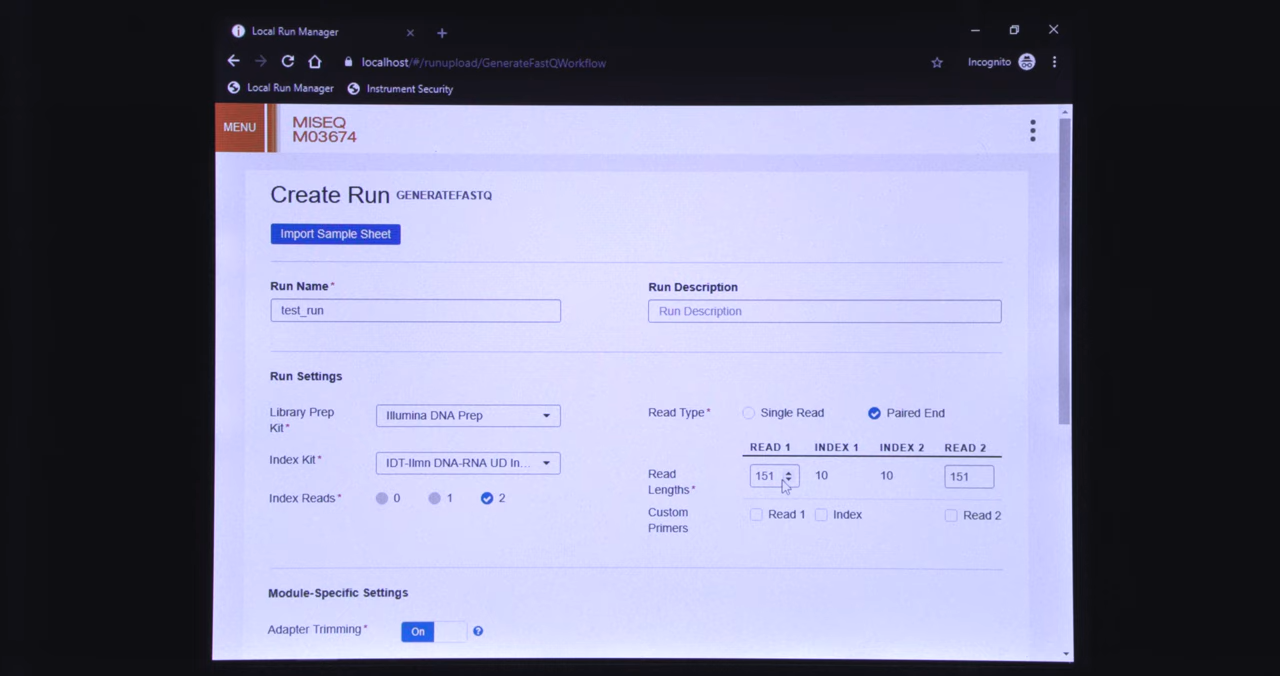 Local Run Manager
localhost/#/runupload/GenerateFastQWorkflow
Incognito
Local Run Manager
Instrument Security
MENU
MISEQ
M03674
Create Run GENERATEFASTQ
Import Sample Sheet
Run Name*
Run Description
test_run
Run Description
Run Settings
Library Prep Kit*
Illumina DNA Prep
Read Type*
Single Read
Paired End
READ 1 INDEX 1 INDEX 2 READ 2
Index Kit*
IDT-Ilmn DNA-RNA UD In...
Read Lengths*
151 10 10 151
Index Reads*
0 1 2
Custom Primers
Read 1 Index Read 2
Module-Specific Settings
Adapter Trimming*
On